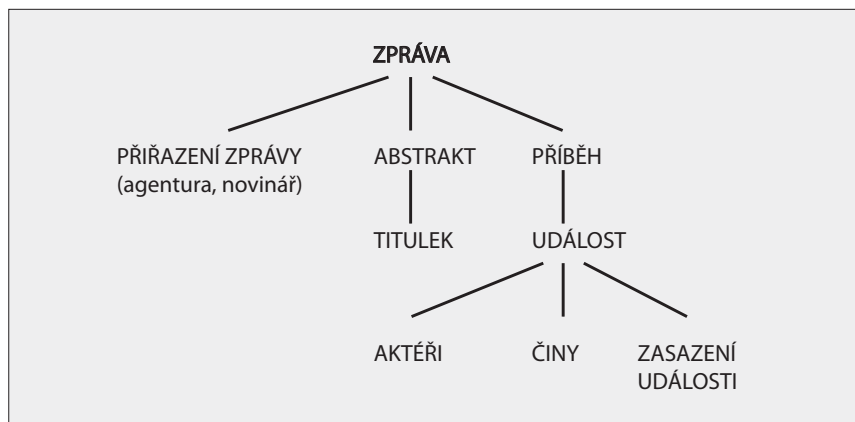 ZPRÁVA
PŘIŘAZENÍ ZPRÁVY
(agentura, novinář)
ABSTRAKT
PŘÍBĚH
TITULEK
UDÁLOST
AKTÉŘI
ČINY
ZASAZENÍ
UDÁLOSTI